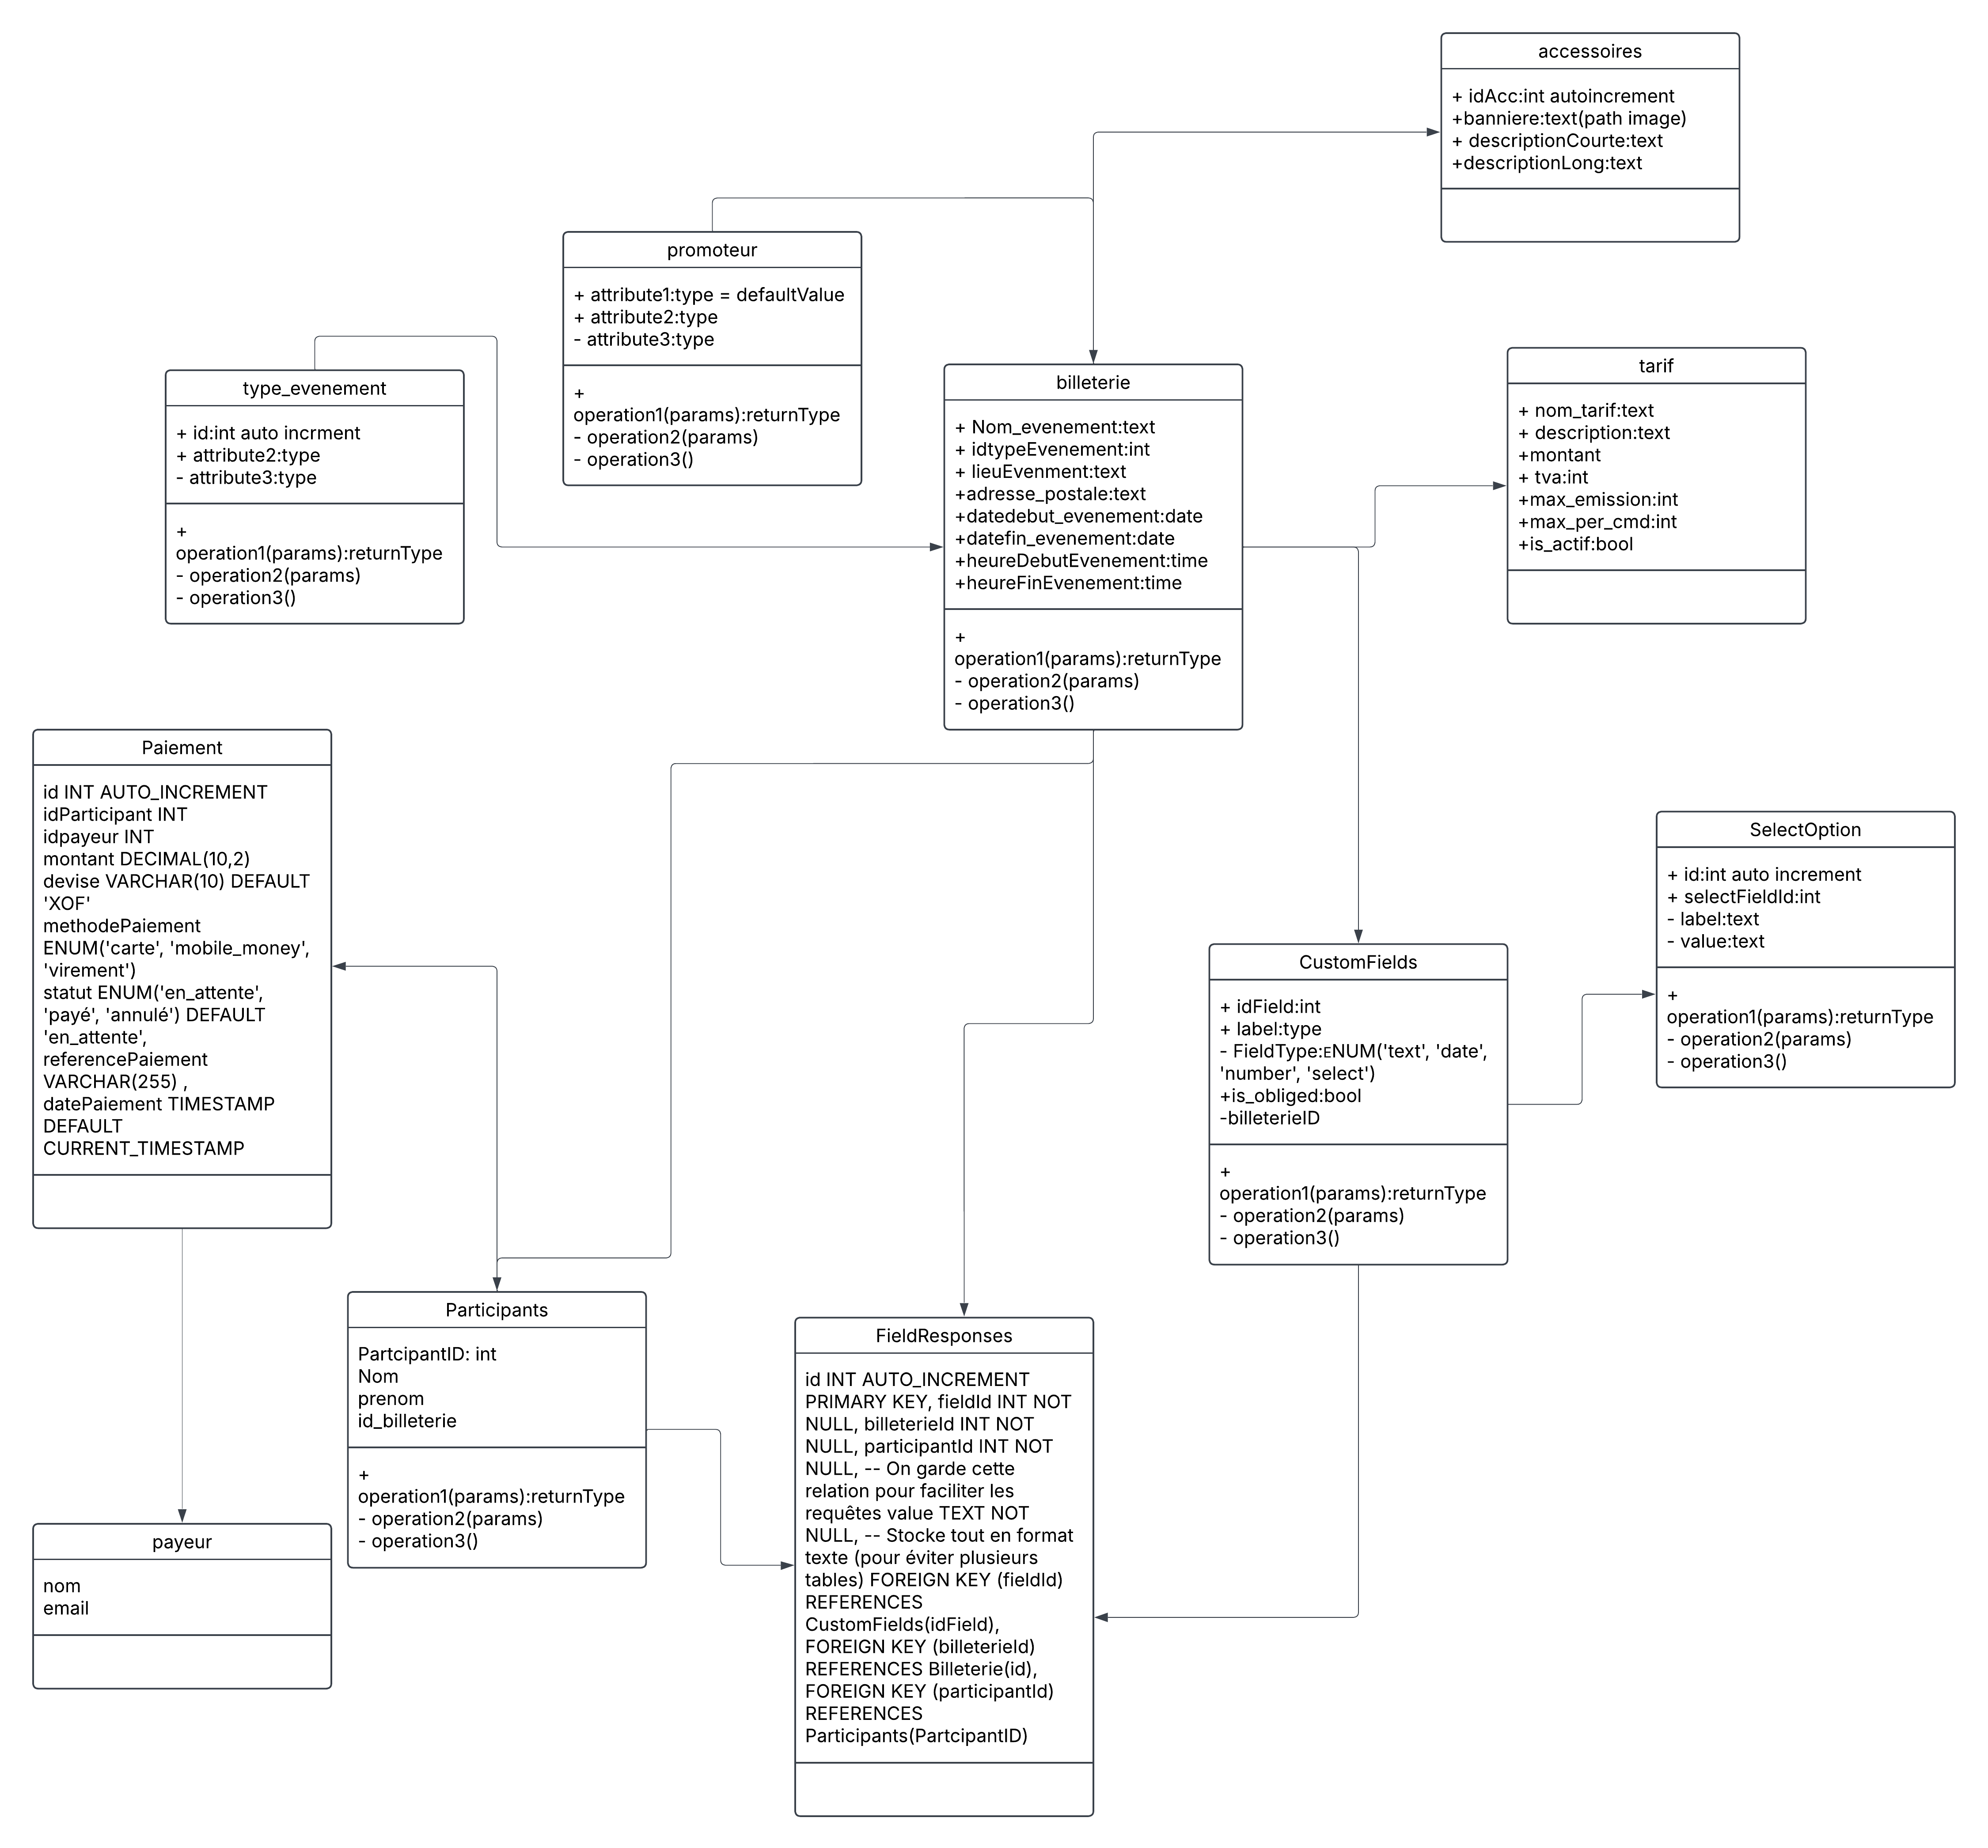 accessoires
+ idAcc:int autoincrement
+banniere:text(path image)
+ descriptionCourte:text
+descriptionLong:text
promoteur
+ attribute1:type = defaultValue
+ attribute2:type
- attribute3:type
+
operation1(params):returnType
- operation2(params)
- operation3()
type_evenement
+ id:int auto incrment
+ attribute2:type
- attribute3:type
+
operation1(params):returnType
- operation2(params)
- operation3()
billeterie
+ Nom_evenement:text
+ idtypeEvenement:int
+ lieuEvenment:text
+adresse_postale:text
+datedebut_evenement:date
+datefin_evenement:date
+heureDebutEvenement:time
+heureFinEvenement:time
+
operation1(params):returnType
- operation2(params)
- operation3()
tarif
+ nom_tarif:text
+ description:text
+montant
+ tva:int
+max_emission:int
+max_per_cmd:int
+is_actif:bool
Paiement
id INT AUTO_INCREMENT
idParticipant INT
idpayeur INT
montant DECIMAL(10,2)
devise VARCHAR(10) DEFAULT
'XOF'
methodePaiement
ENUM('carte', 'mobile_money',
'virement')
statut ENUM('en_attente',
'payé', 'annulé') DEFAULT
'en_attente',
referencePaiement
VARCHAR(255) ,
datePaiement TIMESTAMP
DEFAULT
CURRENT_TIMESTAMP
SelectOption
+ id:int auto increment
+ selectFieldId:int
- label:text
- value:text
+
operation1(params):returnType
- operation2(params)
- operation3()
CustomFields
+ idField:int
+ label:type
- FieldType:ENUM('text', 'date',
'number', 'select')
+is_obliged:bool
-billeterieID
+
operation1(params):returnType
- operation2(params)
- operation3()
Participants
PartcipantID: int
Nom
prenom
id_billeterie
+
operation1(params):returnType
- operation2(params)
- operation3()
FieldResponses
id INT AUTO_INCREMENT
PRIMARY KEY, fieldId INT NOT
NULL, billeterieId INT NOT
NULL, participantId INT NOT
NULL, -- On garde cette
relation pour faciliter les
requêtes value TEXT NOT
NULL, -- Stocke tout en format
texte (pour éviter plusieurs
tables) FOREIGN KEY (fieldId)
REFERENCES
CustomFields(idField),
FOREIGN KEY (billeterieId)
REFERENCES Billeterie(id),
FOREIGN KEY (participantId)
REFERENCES
Participants(PartcipantID)
payeur
nom
email